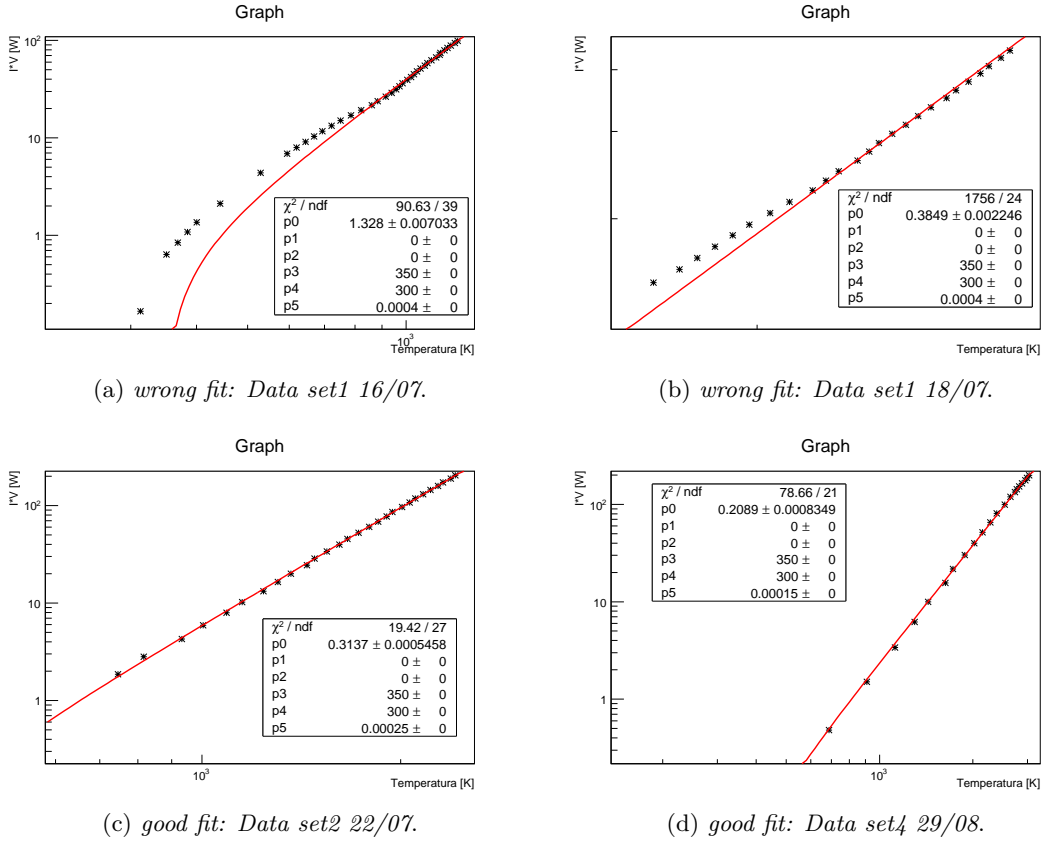 Graph
I*V [W]
10²
10
1
χ² / ndf 90.63 / 39
p0 1.328 ± 0.007033
p1 0 ± 0
p2 0 ± 0
p3 350 ± 0
p4 300 ± 0
p5 0.0004 ± 0
10³
Temperatura [K]
(a) wrong fit: Data set1 16/07.
Graph
I*V [W]
χ² / ndf 1756 / 24
p0 0.3849 ± 0.002246
p1 0 ± 0
p2 0 ± 0
p3 350 ± 0
p4 300 ± 0
p5 0.0004 ± 0
Temperatura [K]
(b) wrong fit: Data set1 18/07.
Graph
I*V [W]
10²
10
1
χ² / ndf 19.42 / 27
p0 0.3137 ± 0.0005458
p1 0 ± 0
p2 0 ± 0
p3 350 ± 0
p4 300 ± 0
p5 0.00025 ± 0
10³
Temperatura [K]
(c) good fit: Data set2 22/07.
Graph
I*V [W]
10²
10
1
χ² / ndf 78.66 / 21
p0 0.2089 ± 0.0008349
p1 0 ± 0
p2 0 ± 0
p3 350 ± 0
p4 300 ± 0
p5 0.00015 ± 0
10³
Temperatura [K]
(d) good fit: Data set4 29/08.